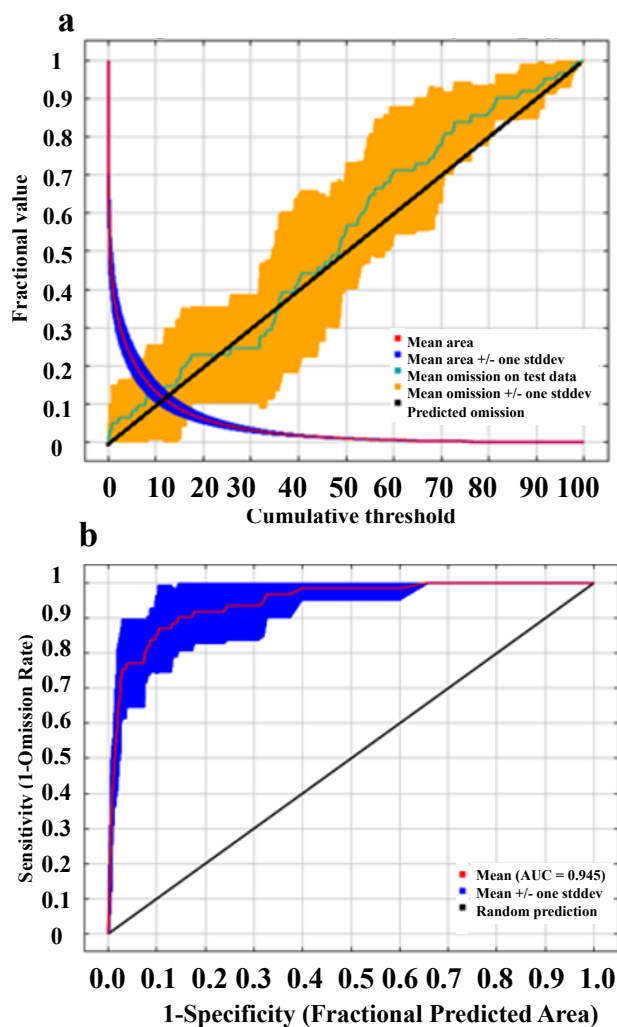 a
1
0.9
0.8
0.7
0.6
0.5
0.4
0.3
0.2
0.1
0
Fractional value
Mean area
Mean area +/- one stddev
Mean omission on test data
Mean omission +/- one stddev
Predicted omission
0 10 20 30 40 50 60 70 80 90 100
Cumulative threshold
b
1
0.9
0.8
0.7
0.6
0.5
0.4
0.3
0.2
0.1
0
Sensitivity (1-Omission Rate)
Mean (AUC = 0.945)
Mean +/- one stddev
Random prediction
0.0 0.1 0.2 0.3 0.4 0.5 0.6 0.7 0.8 0.9 1.0
1-Specificity (Fractional Predicted Area)